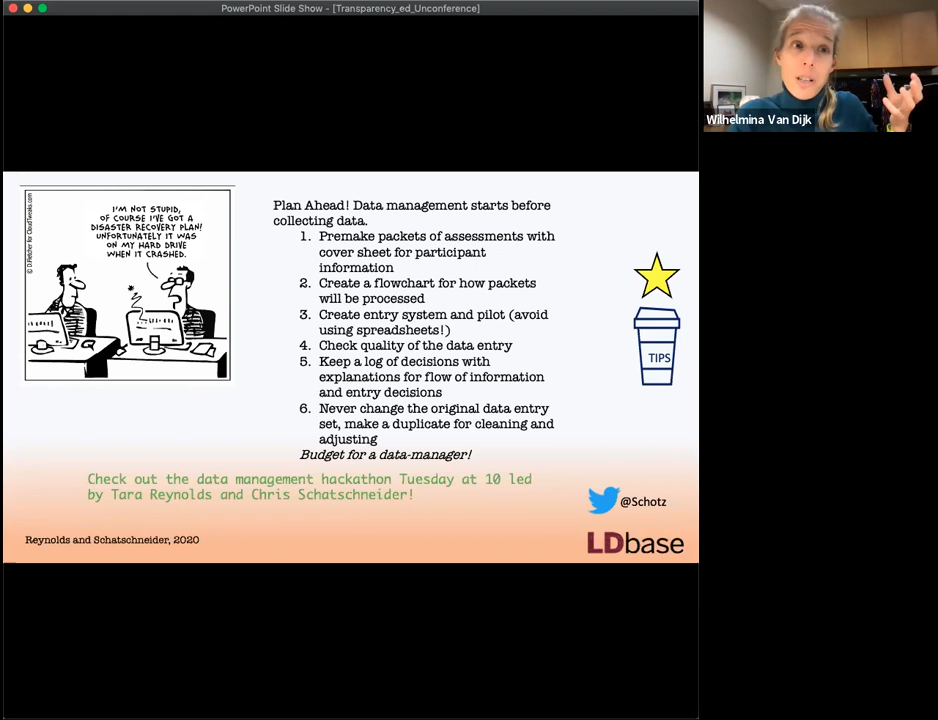 PowerPoint Slide Show - [Transparency_ed_Unconference]
Wilhelmina Van Dijk
© D.Fletcher for CloudTweaks.com
I'M NOT STUPID,
OF COURSE I'VE GOT A
DISASTER RECOVERY PLAN!
UNFORTUNATELY IT WAS
ON MY HARD DRIVE
WHEN IT CRASHED.
Plan Ahead! Data management starts before
collecting data.
1. Premake packets of assessments with
cover sheet for participant
information
2. Create a flowchart for how packets
will be processed
3. Create entry system and pilot (avoid
using spreadsheets!)
4. Check quality of the data entry
5. Keep a log of decisions with
explanations for flow of information
and entry decisions
6. Never change the original data entry
set, make a duplicate for cleaning and
adjusting
Budget for a data-manager!
TIPS
Check out the data management hackathon Tuesday at 10 led
by Tara Reynolds and Chris Schatschneider!
@Schotz
Reynolds and Schatschneider, 2020
LDbase